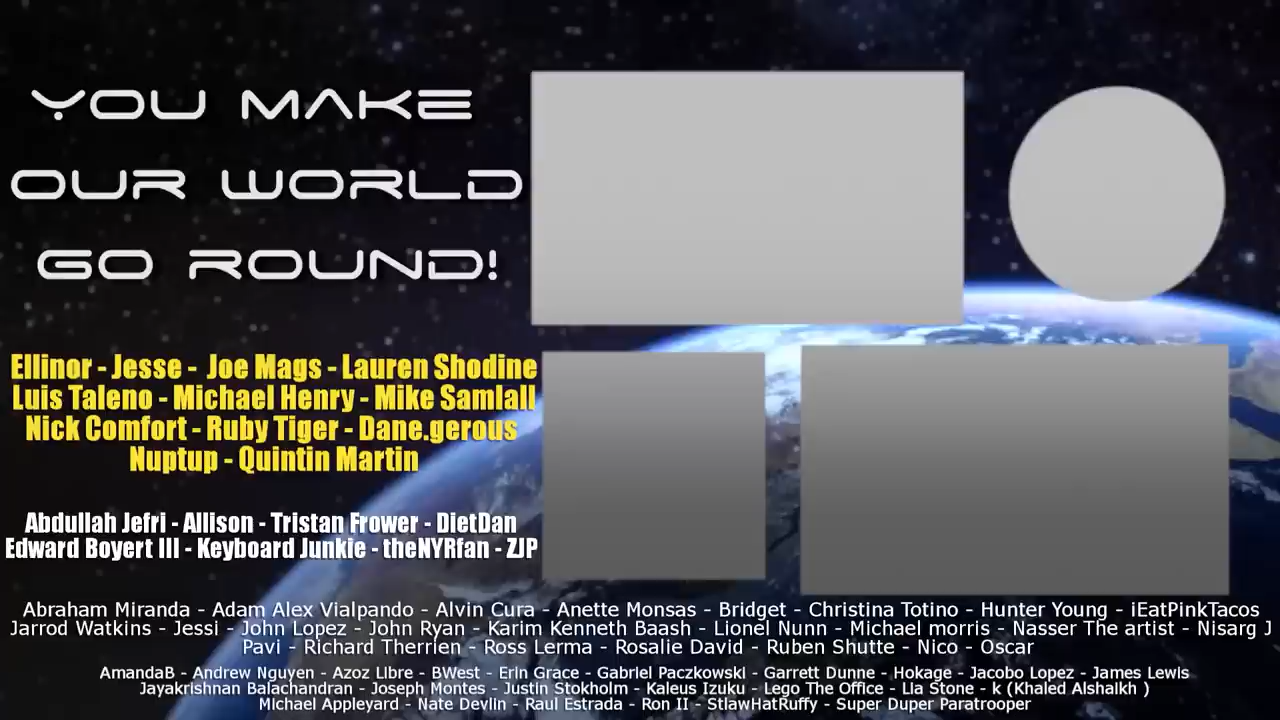 YOU MAKE
OUR WORLD
GO ROUND!
Ellinor - Jesse - Joe Mags - Lauren Shodine
Luis Taleno - Michael Henry - Mike Samlall
Nick Comfort - Ruby Tiger - Dane.gerous
Nuptup - Quintin Martin
Abdullah Jefri - Allison - Tristan Frower - DietDan
Edward Boyert III - Keyboard Junkie - theNYRfan - ZJP
Abraham Miranda - Adam Alex Vialpando - Alvin Cura - Anette Monsas - Bridget - Christina Totino - Hunter Young - iEatPinkTacos
Jarrod Watkins - Jessi - John Lopez - John Ryan - Karim Kenneth Baash - Lionel Nunn - Michael morris - Nasser The artist - Nisarg J
Pavi - Richard Therrien - Ross Lerma - Rosalie David - Ruben Shutte - Nico - Oscar
AmandaB - Andrew Nguyen - Azoz Libre - BWest - Erin Grace - Gabriel Paczkowski - Garrett Dunne - Hokage - Jacobo Lopez - James Lewis
Jayakrishnan Balachandran - Joseph Montes - Justin Stokholm - Kaleus Izuku - Lego The Office - Lia Stone - k (Khaled Alshaikh )
Michael Appleyard - Nate Devlin - Raul Estrada - Ron II - StlawHatRuffy - Super Duper Paratrooper